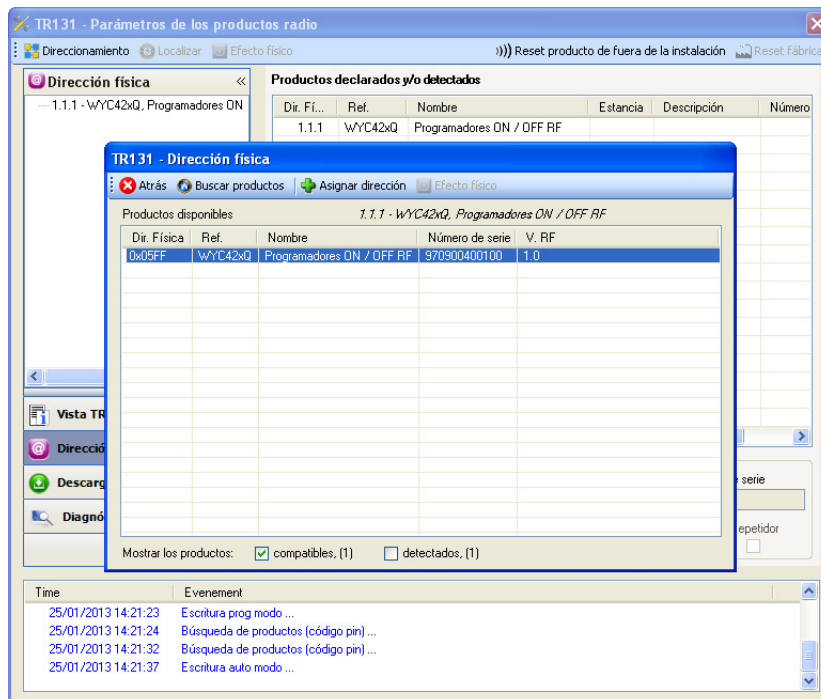 TR131 - Parámetros de los productos radio
Direccionamiento Localizar Efecto físico Reset producto de fuera de la instalación Reset fábrica
Dirección física
Productos declarados y/o detectados
1.1.1 - WYC42xQ, Programadores ON
Dir. Fí... Ref. Nombre Estancia Descripción Número
1.1.1 WYC42xQ Programadores ON / OFF RF
TR131 - Dirección física
Atrás Buscar productos Asignar dirección Efecto físico
Productos disponibles 1.1.1 - WYC42xQ, Programadores ON / OFF RF
Dir. Física Ref. Nombre Número de serie V. RF
0x05FF WYC42xQ Programadores ON / OFF RF 970900400100 1.0
Vista TR
Direcció
Descarg
Diagnó
serie
epetidor
Mostrar los productos: compatibles, (1) detectados, (1)
Time Evenement
25/01/2013 14:21:23 Escritura prog modo ...
25/01/2013 14:21:24 Búsqueda de productos (código pin) ...
25/01/2013 14:21:32 Búsqueda de productos (código pin) ...
25/01/2013 14:21:37 Escritura auto modo ...